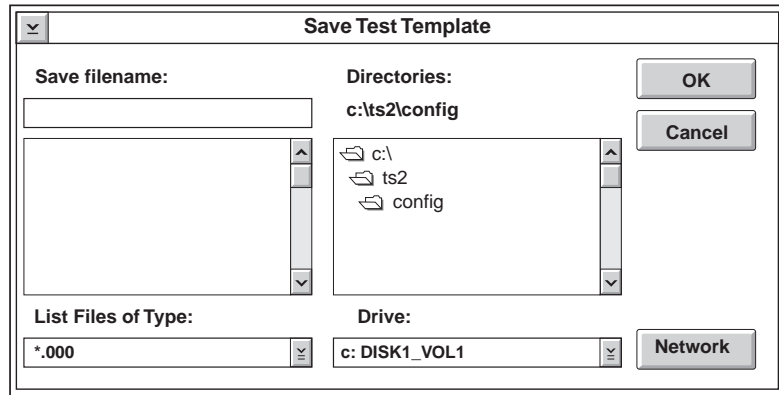 Save Test Template
Save filename:
Directories:
OK
c:\ts2\config
Cancel
c:\
ts2
config
List Files of Type:
Drive:
*.000
c: DISK1_VOL1
Network